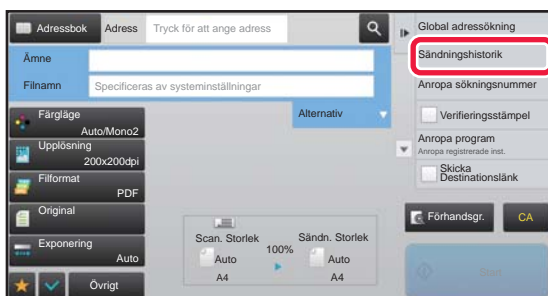 Adressbok
Adress
Tryck för att ange adress
Ämne
Filnamn
Specificeras av systeminställningar
Alternativ
Färgläge
Auto/Mono2
Upplösning
200x200dpi
Filformat
PDF
Original
Exponering
Auto
Övrigt
Scan. Storlek
Auto
A4
100%
Sändn. Storlek
Auto
A4
Global adressökning
Sändningshistorik
Anropa sökningsnummer
Verifieringsstämpel
Anropa program
Anropa registrerade inst.
Skicka
Destinationslänk
Förhandsgr.
CA
Start